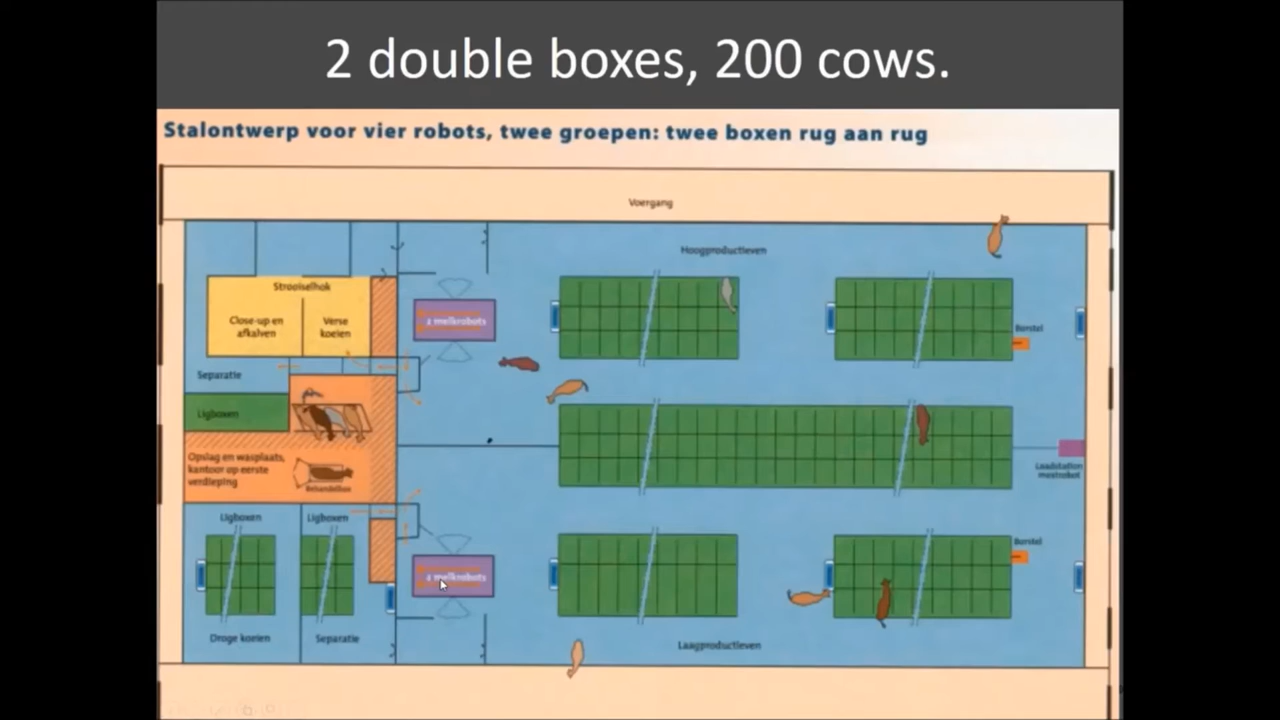 2 double boxes, 200 cows.
Stalontwerp voor vier robots, twee groepen: twee boxen rug aan rug
Voergang
Hoogproductieven
Strooiselhok
Close-up en
afkalven
Verse
koeien
2 melkrobots
Borstel
Separatie
Ligboxen
Opslag en wasplaats,
kantoor op eerste
verdieping
Behandelbox
Laadstation
mestrobot
Ligboxen
Ligboxen
Borstel
2 melkrobots
Droge koeien
Separatie
Laagproductieven